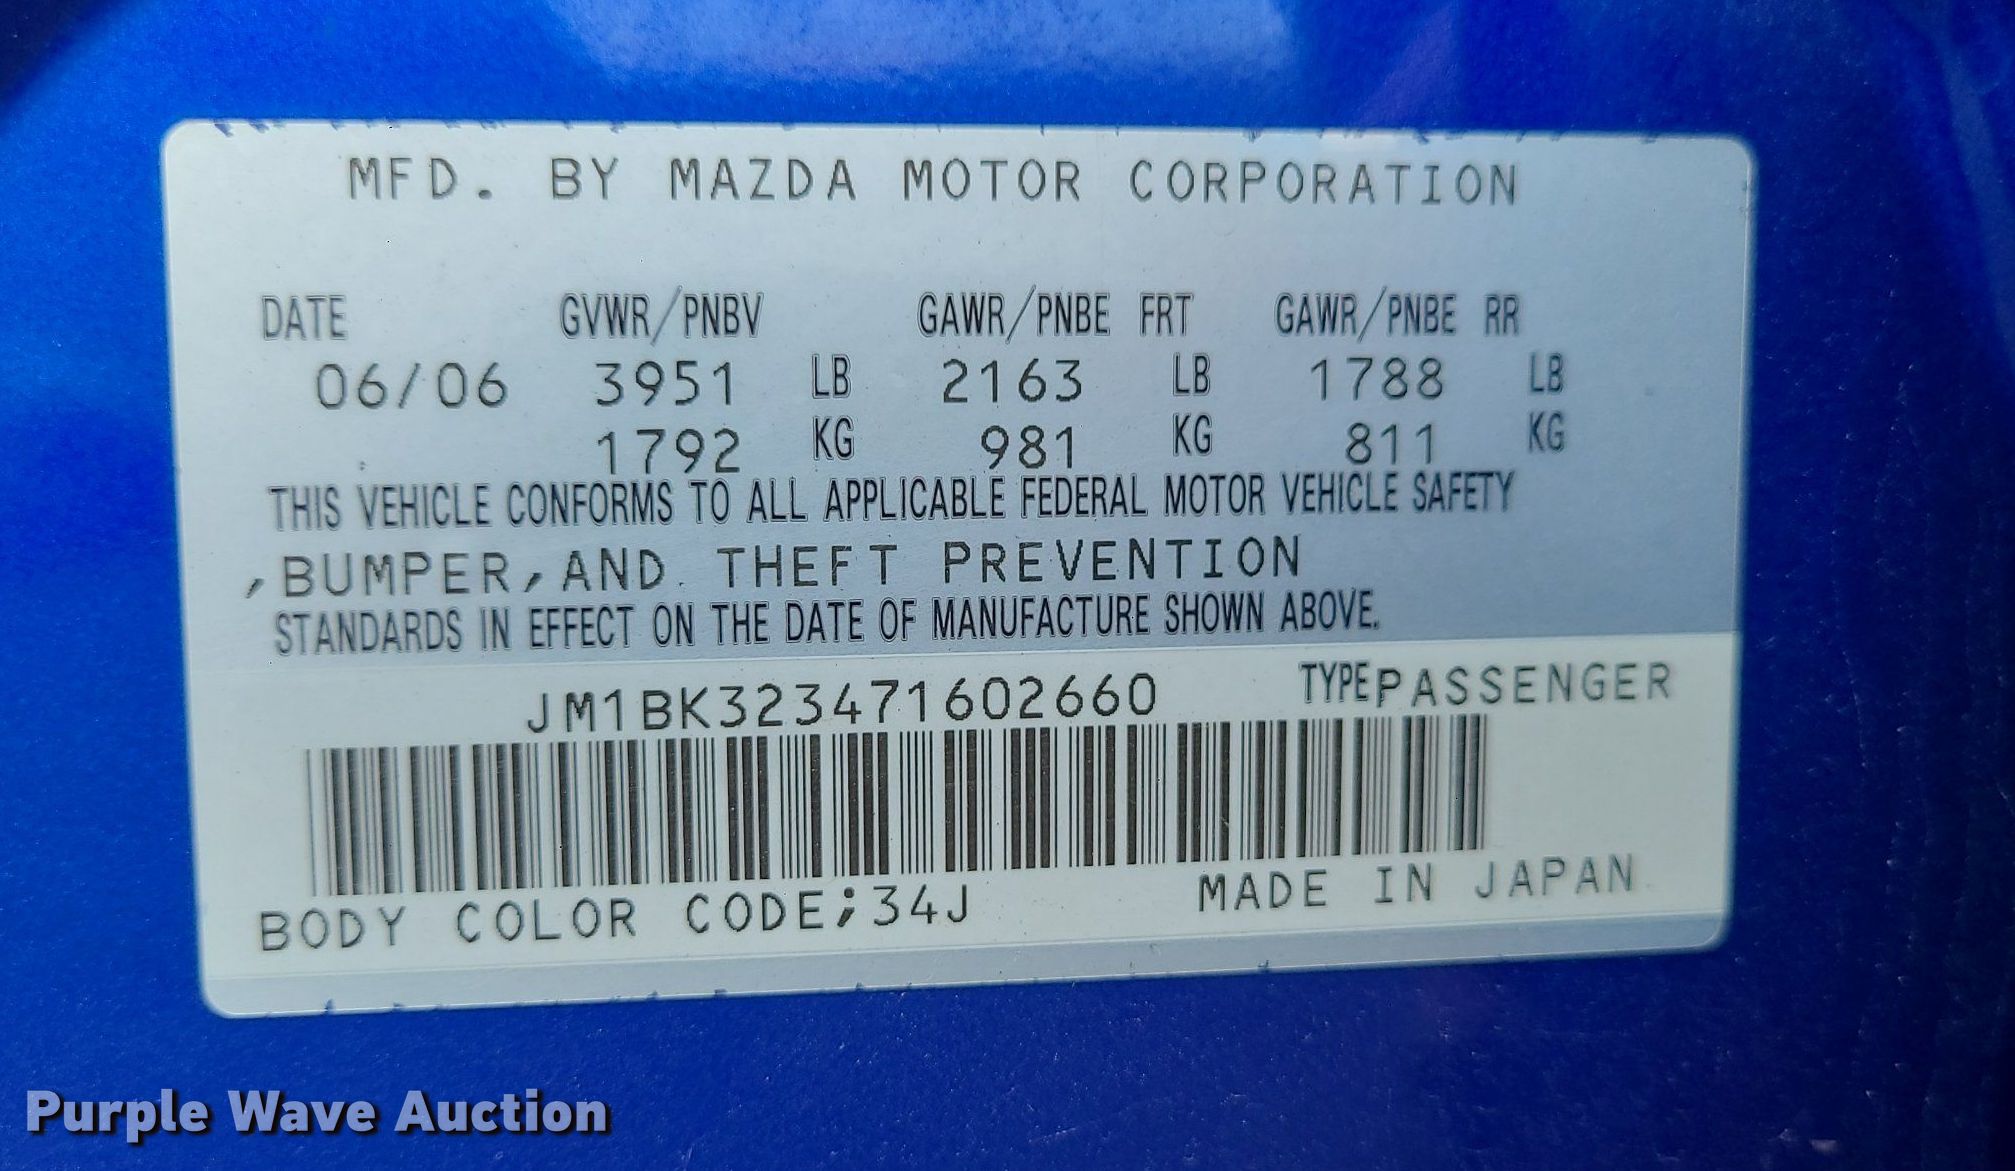 MFD. BY MAZDA MOTOR CORPORATION
DATE GVWR/PNBV GAWR/PNBE FRT GAWR/PNBE RR
06/06 3951 LB 2163 LB 1788 LB
1792 KG 981 KG 811 KG
THIS VEHICLE CONFORMS TO ALL APPLICABLE FEDERAL MOTOR VEHICLE SAFETY
,BUMPER,AND THEFT PREVENTION
STANDARDS IN EFFECT ON THE DATE OF MANUFACTURE SHOWN ABOVE.
JM1BK323471602660 TYPE PASSENGER
BODY COLOR CODE;34J MADE IN JAPAN
Purple Wave Auction